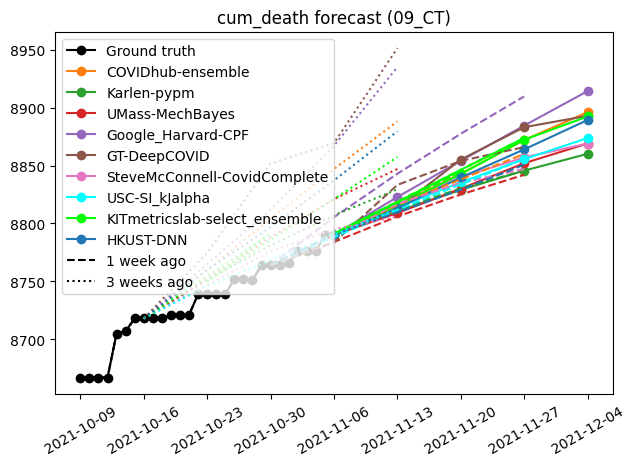 cum_death forecast (09_CT)
8950
8900
8850
8800
8750
8700
Ground truth
COVIDhub-ensemble
Karlen-pypm
UMass-MechBayes
Google_Harvard-CPF
GT-DeepCOVID
SteveMcConnell-CovidComplete
USC-SI_kJalpha
KITmetricslab-select_ensemble
HKUST-DNN
1 week ago
3 weeks ago
2021-10-09
2021-10-16
2021-10-23
2021-10-30
2021-11-06
2021-11-13
2021-11-20
2021-11-27
2021-12-04